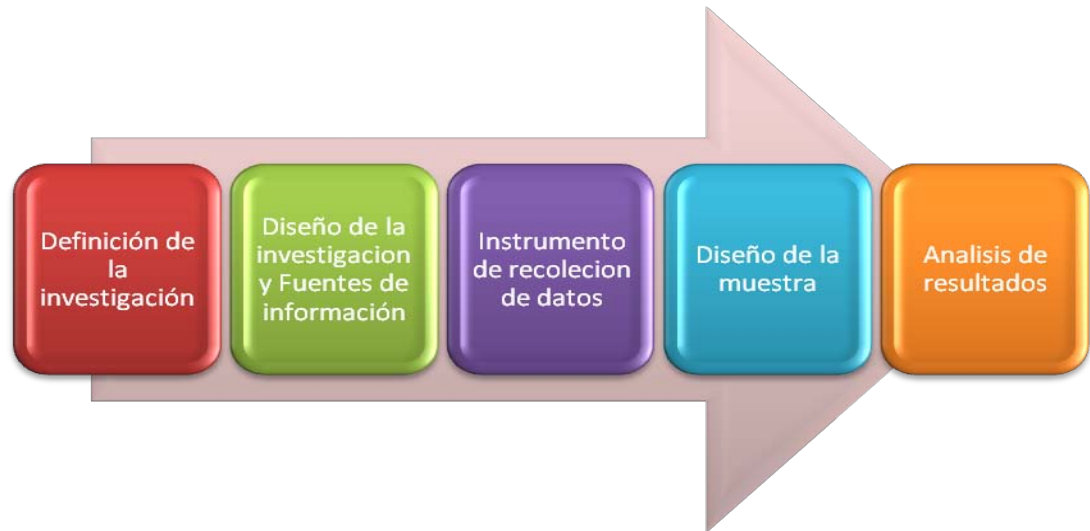 Definición de
la
investigación
Diseño de la
investigacion
y Fuentes de
información
Instrumento
de recolecion
de datos
Diseño de la
muestra
Analisis de
resultados